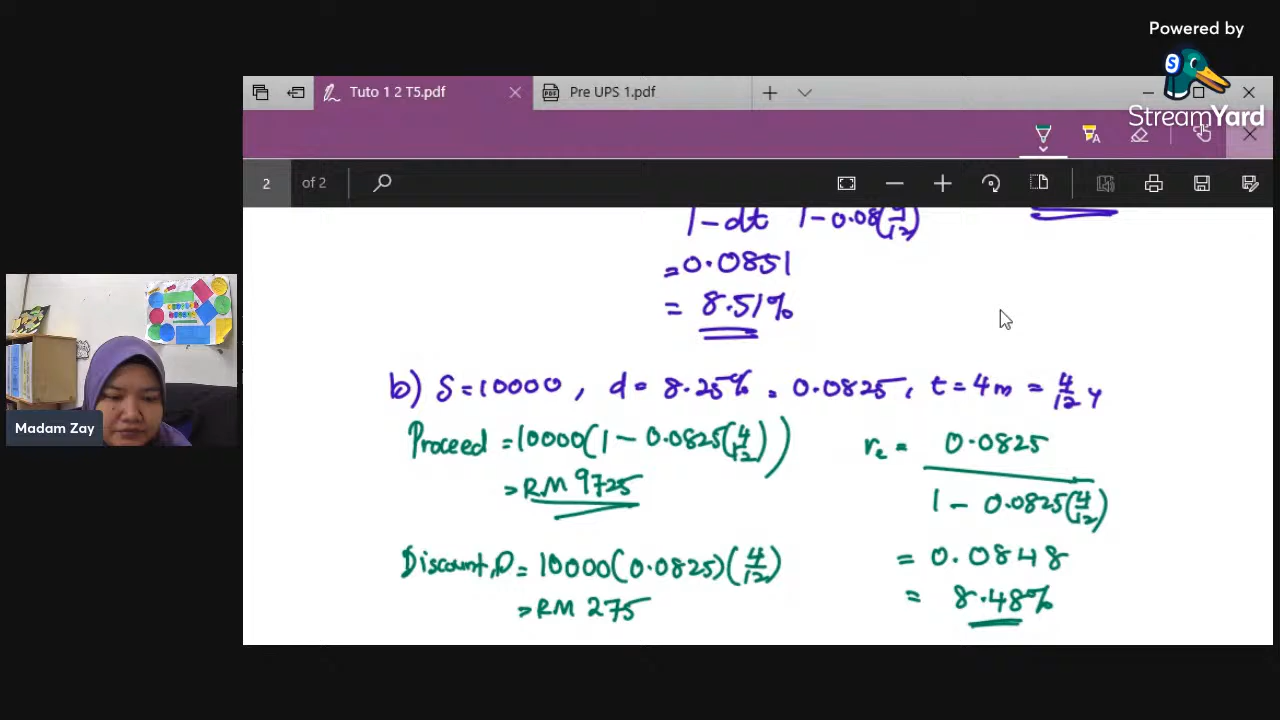 Powered by
StreamYard
Tuto 1 2 T5.pdf
Pre UPS 1.pdf
2 of 2
1-dt 1-0.08(4/12)
=0.0851
= 8.51%
b) S=10000, d= 8.25% = 0.0825, t=4m = 4/12 y
Proceed =10000(1-0.0825(4/12))
=RM 9725
re = 0.0825
1 - 0.0825(4/12)
Discount, D= 10000(0.0825)(4/12)
=RM 275
= 0.0848
= 8.48%
Madam Zay